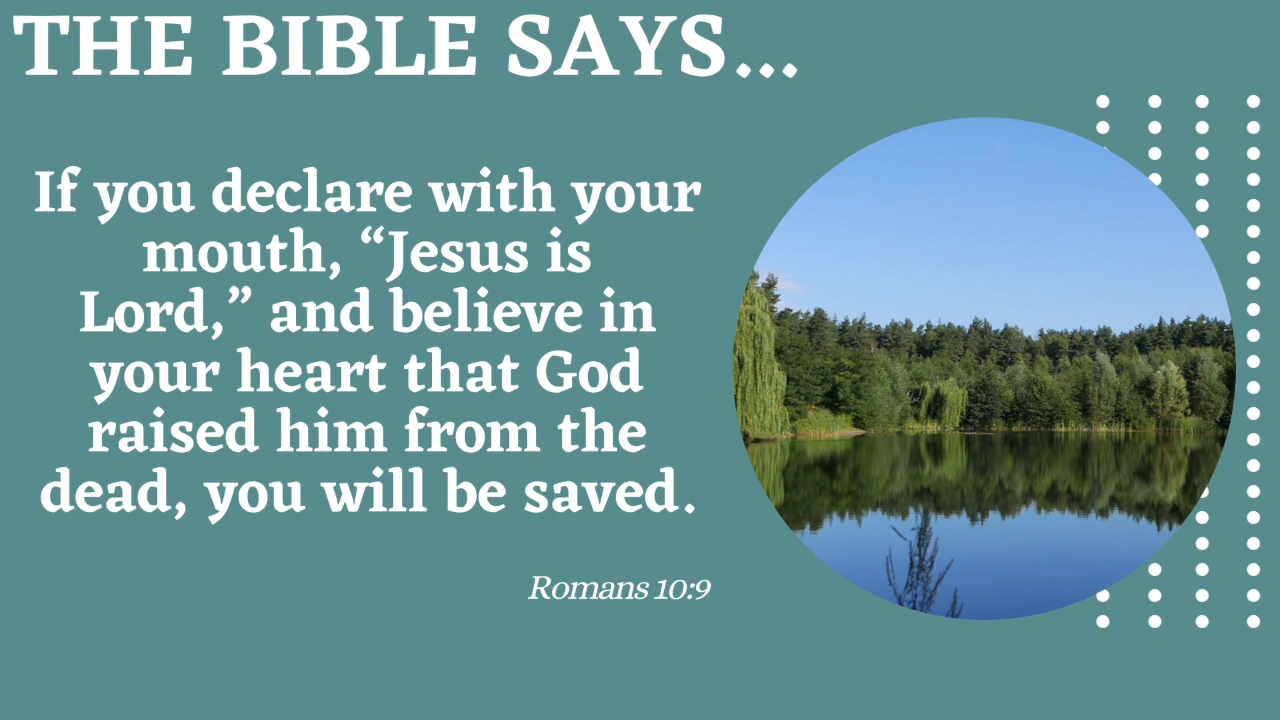 THE BIBLE SAYS...
If you declare with your
mouth, “Jesus is
Lord,” and believe in
your heart that God
raised him from the
dead, you will be saved.
Romans 10:9